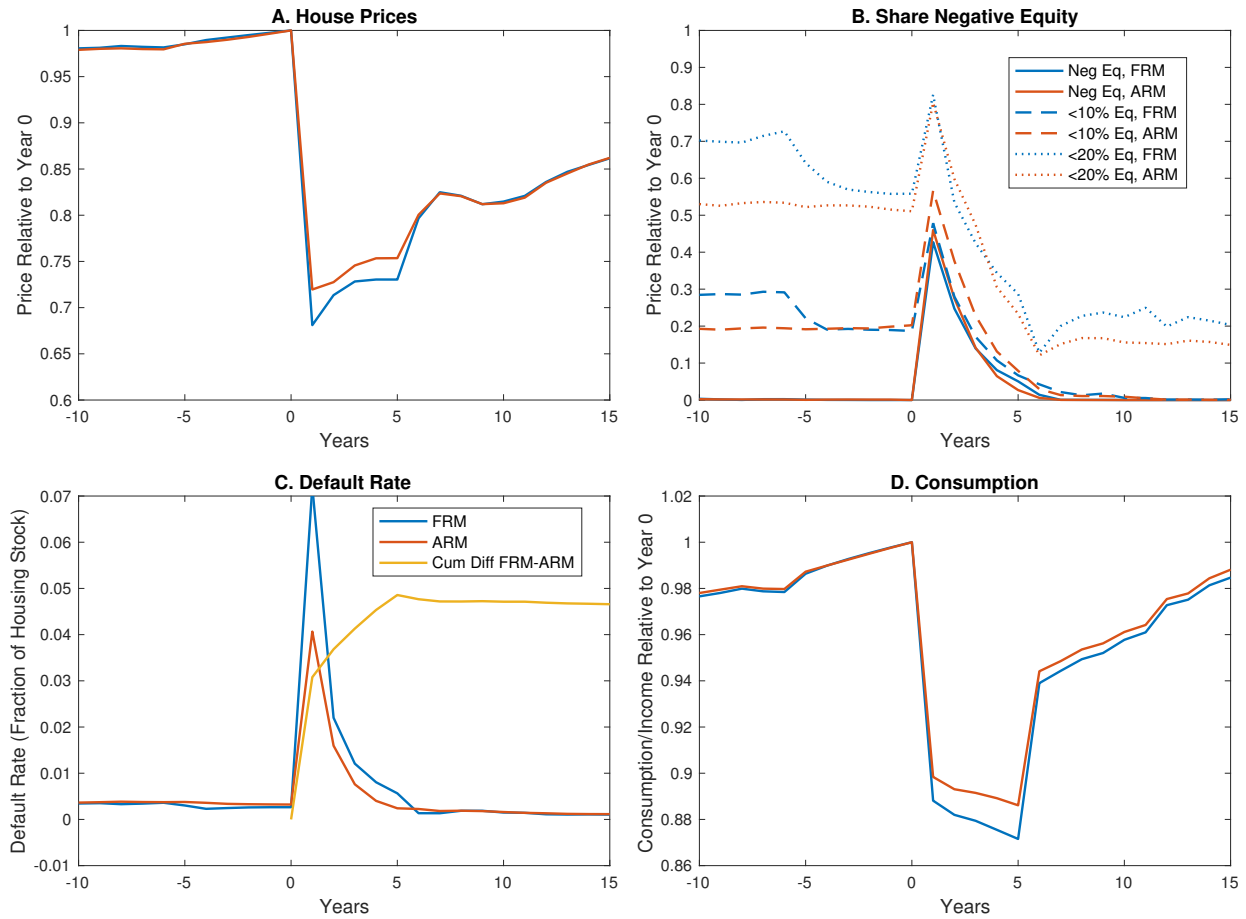 A. House Prices
Price Relative to Year 0
1
0.95
0.9
0.85
0.8
0.75
0.7
0.65
0.6
-10
-5
0
5
10
15
Years
B. Share Negative Equity
Price Relative to Year 0
1
0.9
0.8
0.7
0.6
0.5
0.4
0.3
0.2
0.1
0
Neg Eq, FRM
Neg Eq, ARM
<10% Eq, FRM
<10% Eq, ARM
<20% Eq, FRM
<20% Eq, ARM
-10
-5
0
5
10
15
Years
C. Default Rate
Default Rate (Fraction of Housing Stock)
0.07
0.06
0.05
0.04
0.03
0.02
0.01
0
-0.01
FRM
ARM
Cum Diff FRM-ARM
-10
-5
0
5
10
15
Years
D. Consumption
Consumption/Income Relative to Year 0
1.02
1
0.98
0.96
0.94
0.92
0.9
0.88
0.86
-10
-5
0
5
10
15
Years